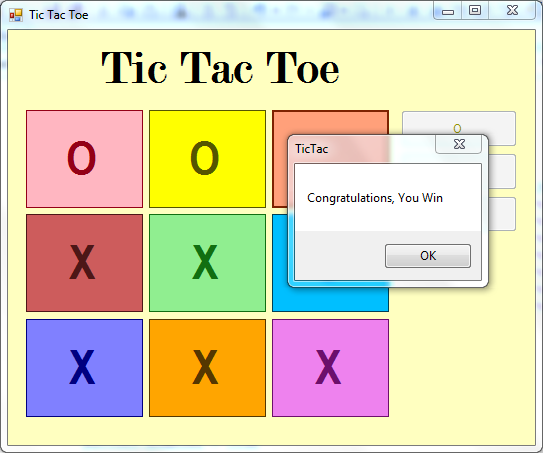 Tic Tac Toe
Tic Tac Toe
O O
O
TicTac
Congratulations, You Win
OK
X X
X X X